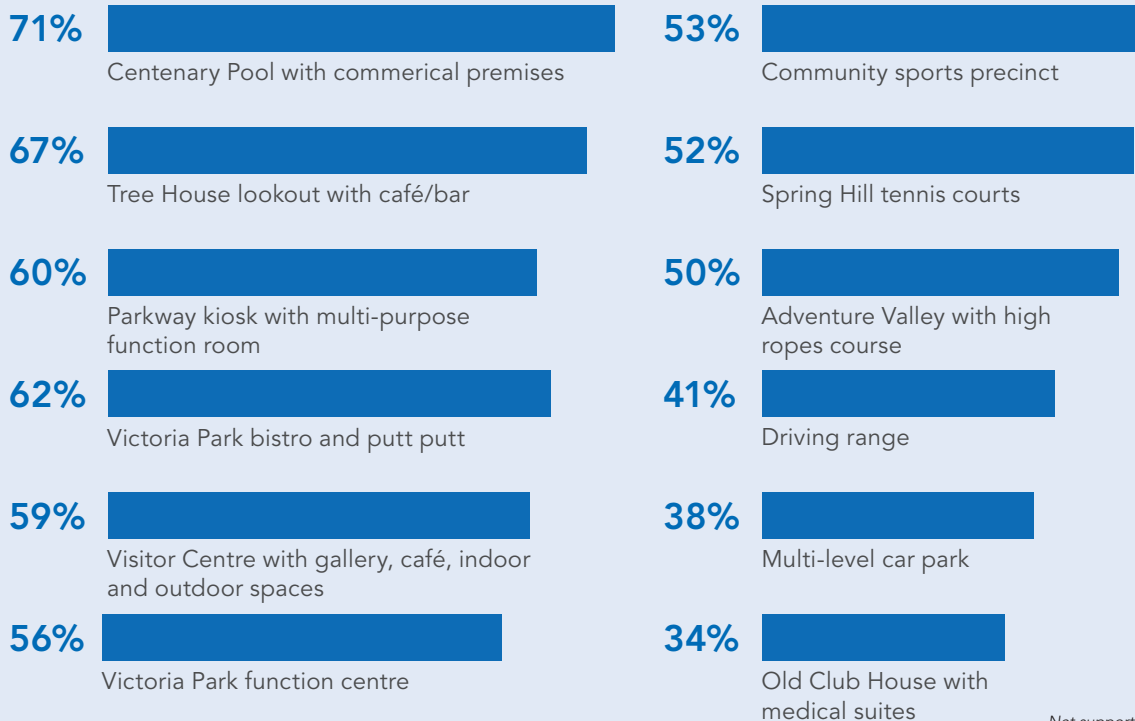 71%
Centenary Pool with commerical premises
67%
Tree House lookout with café/bar
60%
Parkway kiosk with multi-purpose
function room
62%
Victoria Park bistro and putt putt
59%
Visitor Centre with gallery, café, indoor
and outdoor spaces
56%
Victoria Park function centre
53%
Community sports precinct
52%
Spring Hill tennis courts
50%
Adventure Valley with high
ropes course
41%
Driving range
38%
Multi-level car park
34%
Old Club House with
medical suites